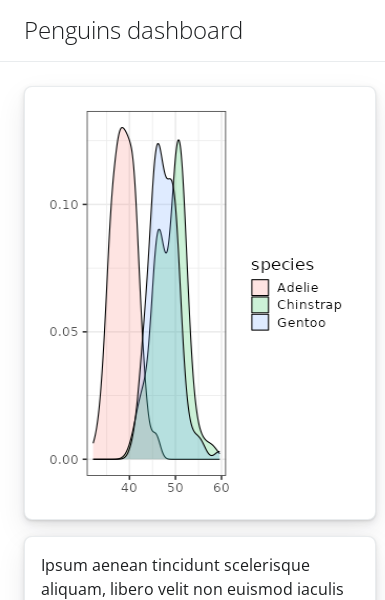 Penguins dashboard
0.10
0.05
0.00
40 50 60
species
Adelie
Chinstrap
Gentoo
Ipsum aenean tincidunt scelerisque
aliquam, libero velit non euismod iaculis